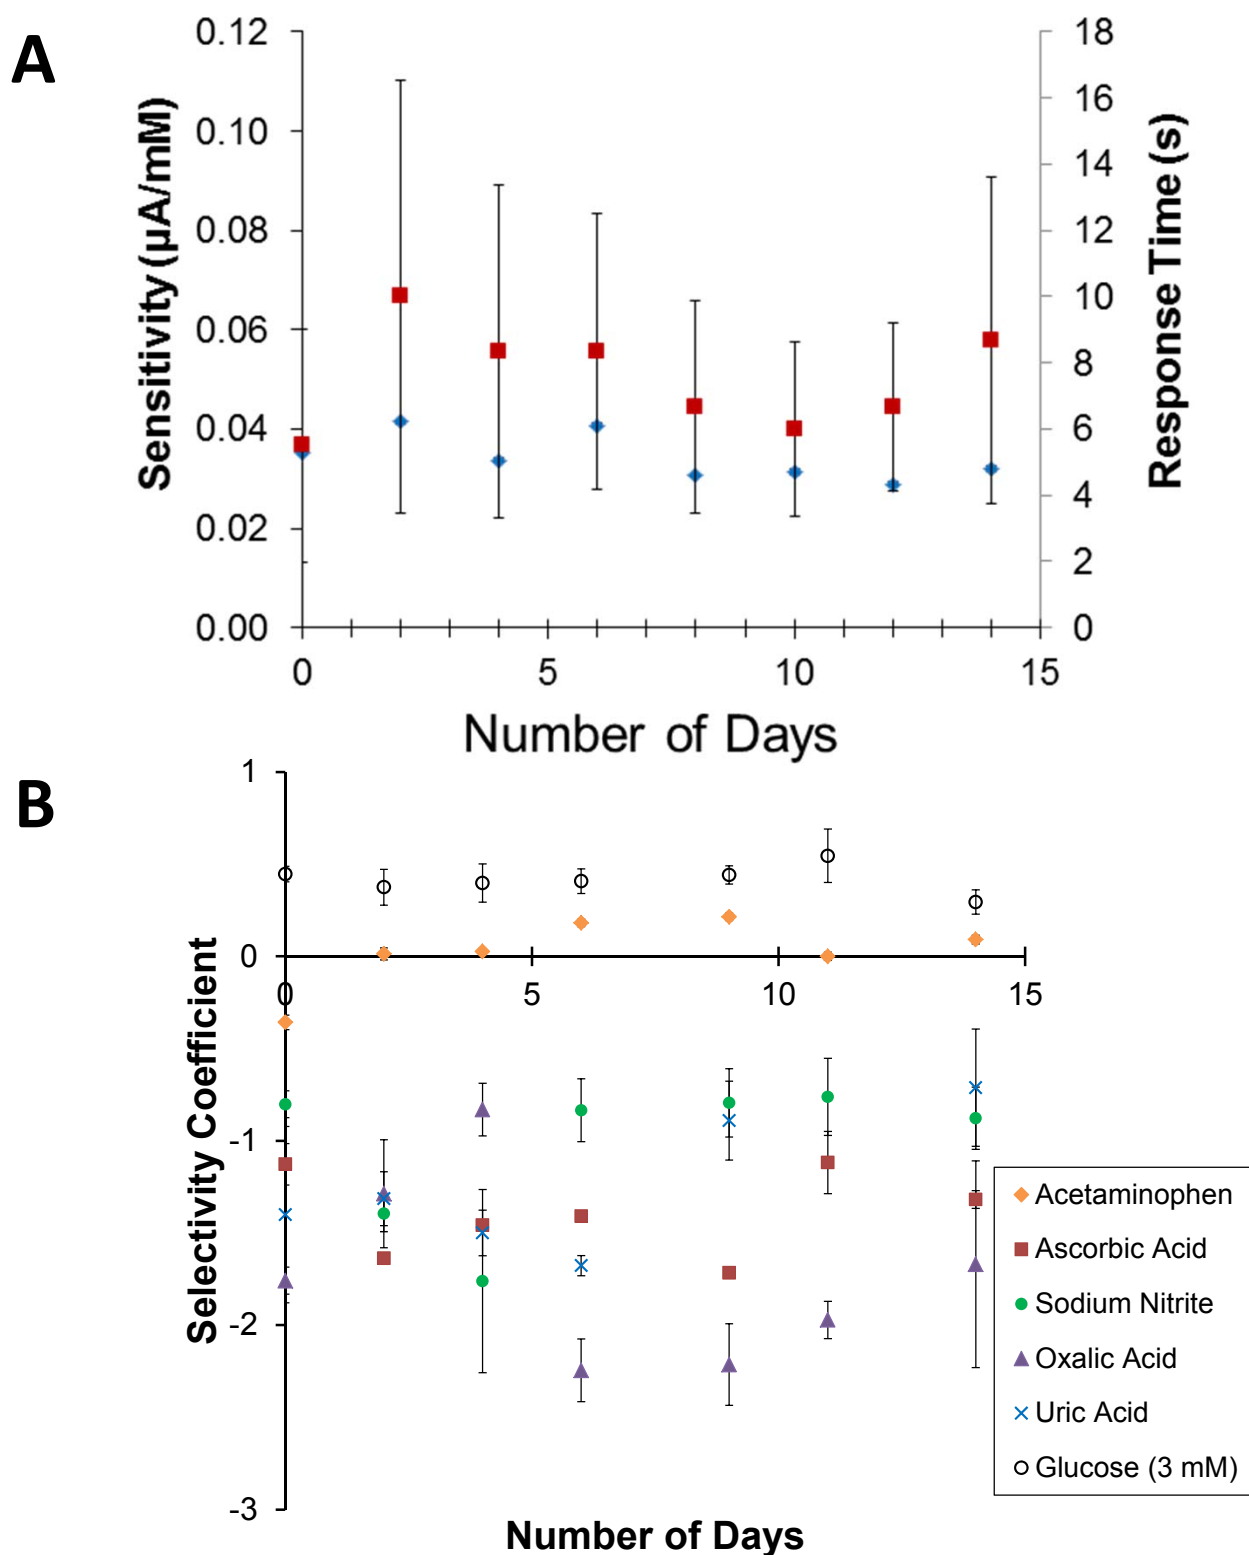 A
0.12
0.10
0.08
0.06
0.04
0.02
0.00
Sensitivity (µA/mM)
18
16
14
12
10
8
6
4
2
0
Response Time (s)
0 5 10 15
Number of Days
B
1
0
-1
-2
-3
Selectivity Coefficient
0 5 10 15
Acetaminophen
Ascorbic Acid
Sodium Nitrite
Oxalic Acid
Uric Acid
Glucose (3 mM)
Number of Days